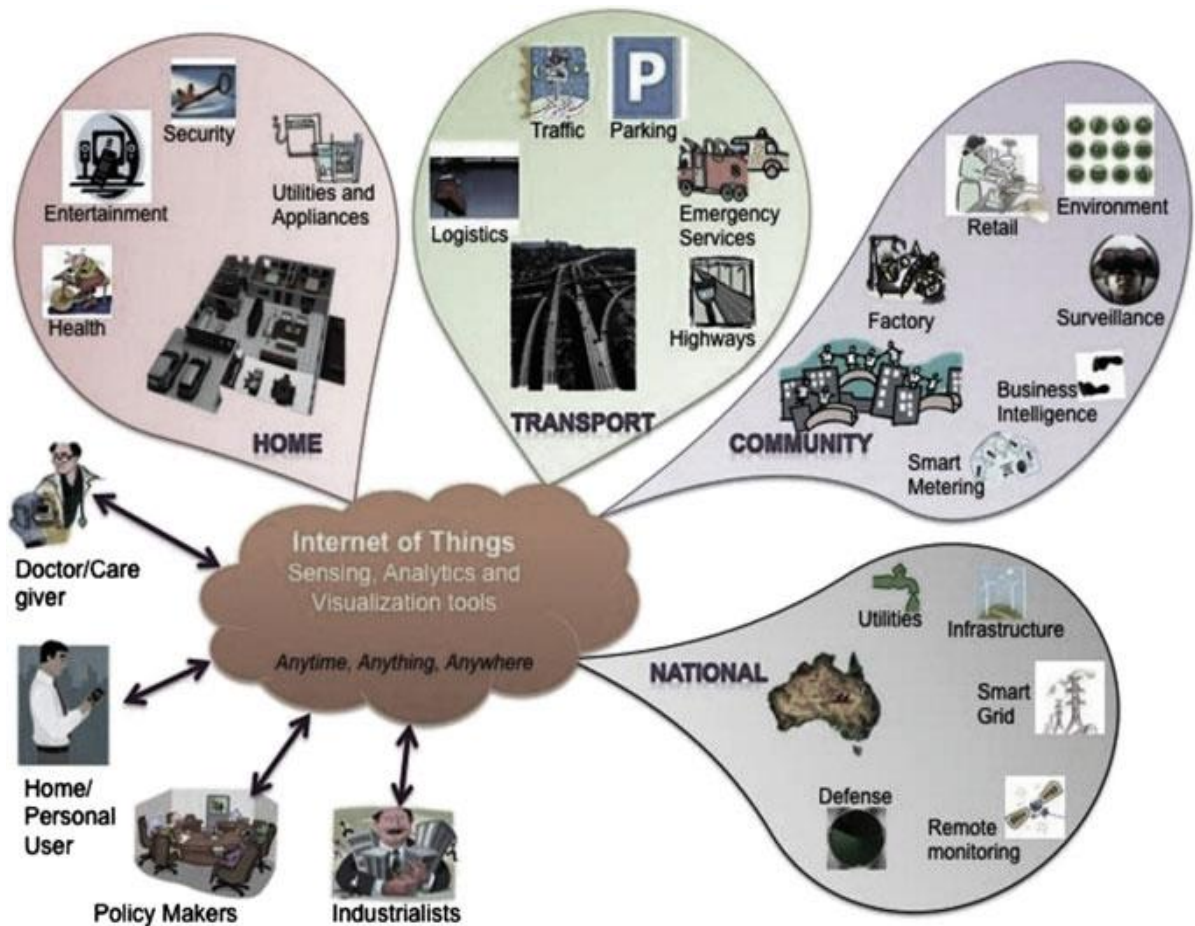 Security
Entertainment
Utilities and
Appliances
Health
HOME
Traffic
P
Parking
Logistics
Emergency
Services
Highways
TRANSPORT
Retail
Environment
Factory
Surveillance
Business
Intelligence
COMMUNITY
Smart
Metering
Internet of Things
Sensing, Analytics and
Visualization tools
Anytime, Anything, Anywhere
Doctor/Care
giver
Home/
Personal
User
Policy Makers
Industrialists
NATIONAL
Utilities
Infrastructure
Smart
Grid
Defense
Remote
monitoring